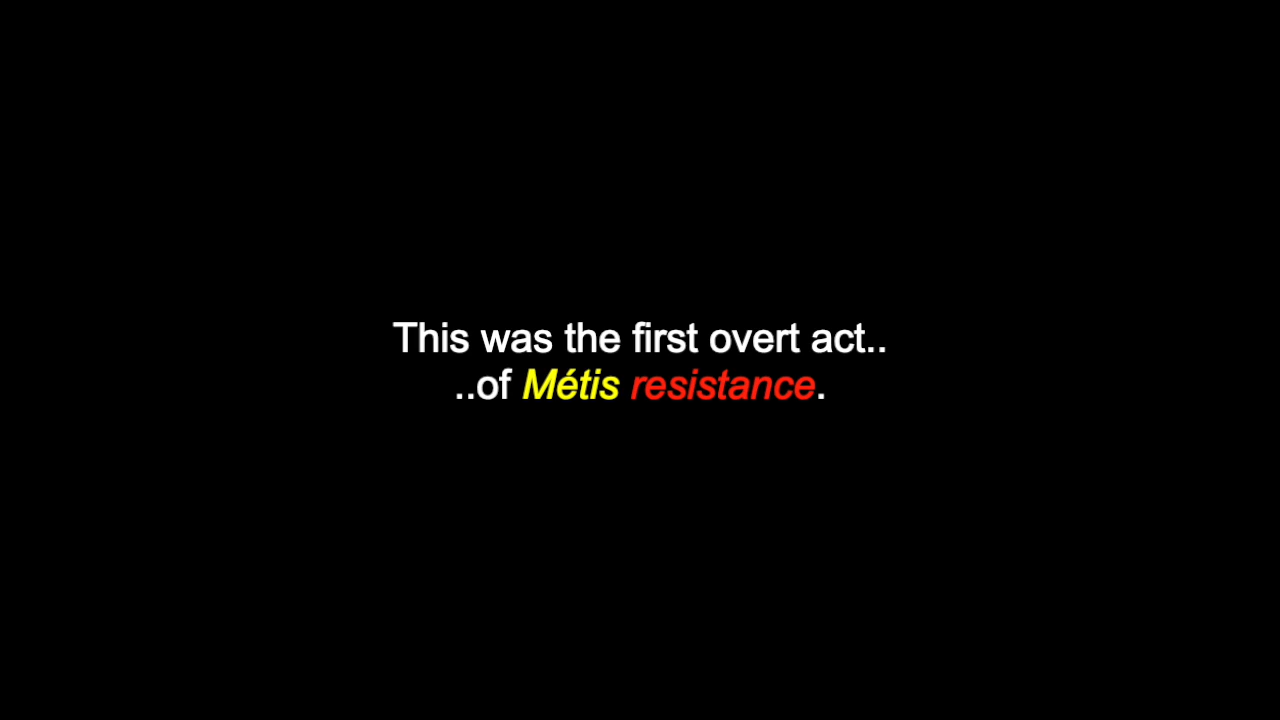 This was the first overt act..
..of Métis resistance.